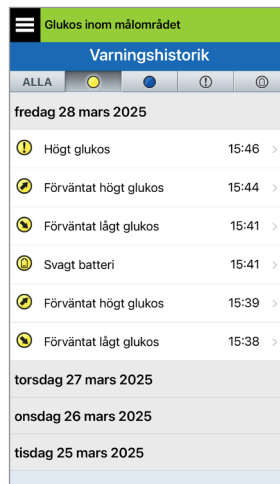 Glukos inom målområdet
Varningshistorik
ALLA
fredag 28 mars 2025
Högt glukos 15:46
Förväntat högt glukos 15:44
Förväntat lågt glukos 15:41
Svagt batteri 15:41
Förväntat högt glukos 15:39
Förväntat lågt glukos 15:38
torsdag 27 mars 2025
onsdag 26 mars 2025
tisdag 25 mars 2025